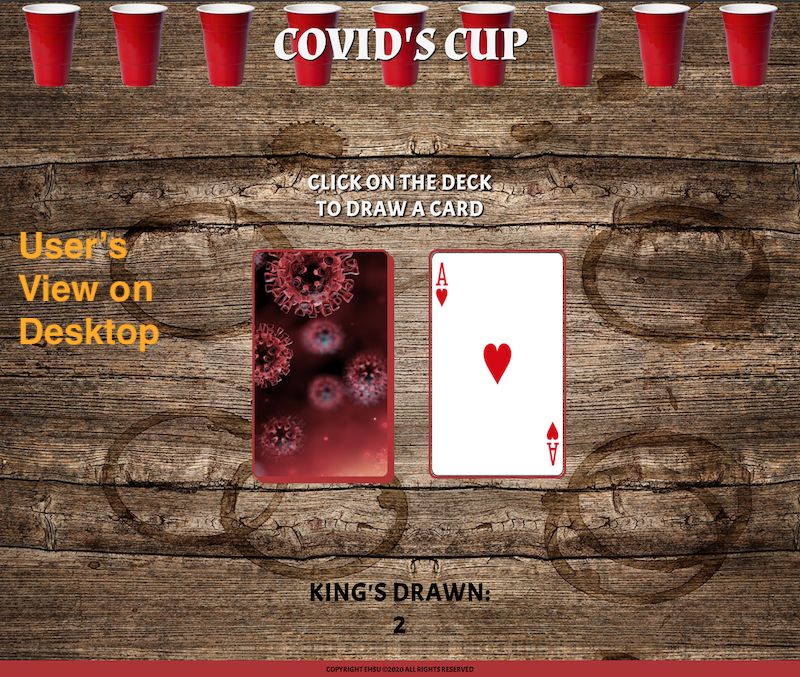 COVID'S CUP
CLICK ON THE DECK
TO DRAW A CARD
User's
View on
Desktop
A
A
KING'S DRAWN:
2
COPYRIGHT EHSU ©2020 ALL RIGHTS RESERVED